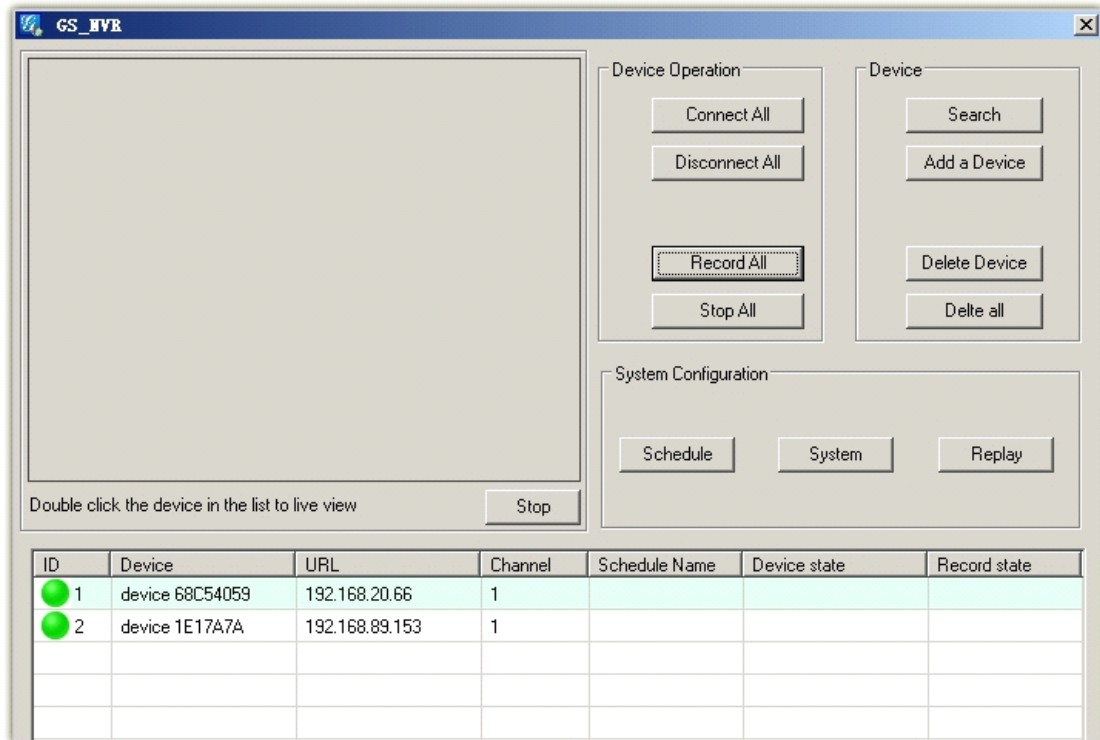 GS_NVR
Device Operation
Connect All
Disconnect All
Record All
Stop All
Device
Search
Add a Device
Delete Device
Delte all
System Configuration
Schedule
System
Replay
Double click the device in the list to live view
Stop
ID Device URL Channel Schedule Name Device state Record state
1 device 68C54059 192.168.20.66 1
2 device 1E17A7A 192.168.89.153 1